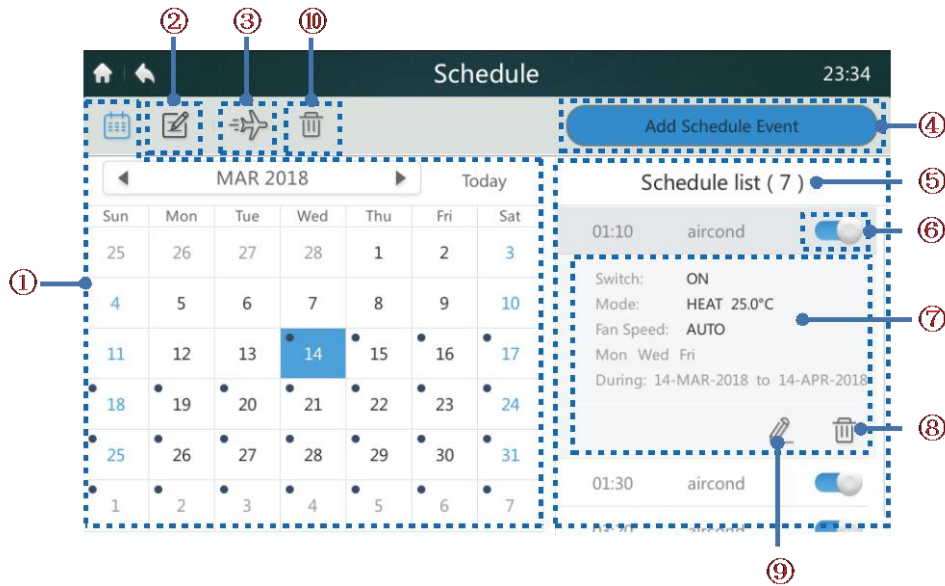 ② ③ ⑩
Schedule 23:34
Add Schedule Event ④
MAR 2018 Today Schedule list ( 7 ) ⑤
Sun Mon Tue Wed Thu Fri Sat
01:10 aircond ⑥
25 26 27 28 1 2 3
①
Switch: ON
4 5 6 7 8 9 10
Mode: HEAT 25.0°C ⑦
Fan Speed: AUTO
11 12 13 14 15 16 17
Mon Wed Fri
During: 14-MAR-2018 to 14-APR-2018
18 19 20 21 22 23 24
⑧
25 26 27 28 29 30 31
01:30 aircond
1 2 3 4 5 6 7
⑨